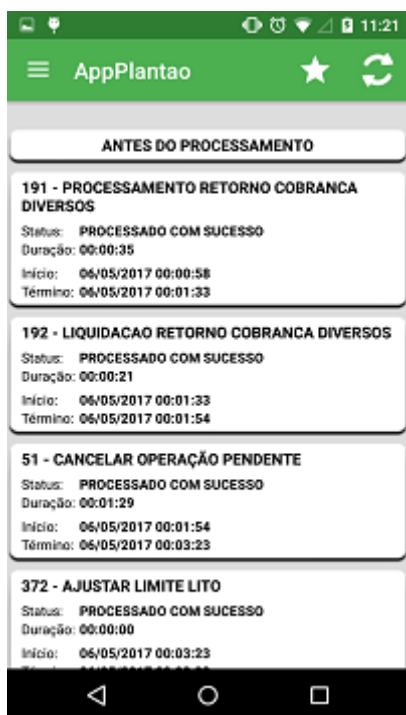 11:21
AppPlantao
ANTES DO PROCESSAMENTO
191 - PROCESSAMENTO RETORNO COBRANCA
DIVERSOS
Status: PROCESSADO COM SUCESSO
Duração: 00:00:35
Início: 06/05/2017 00:00:58
Término: 06/05/2017 00:01:33
192 - LIQUIDACAO RETORNO COBRANCA DIVERSOS
Status: PROCESSADO COM SUCESSO
Duração: 00:00:21
Início: 06/05/2017 00:01:33
Término: 06/05/2017 00:01:54
51 - CANCELAR OPERAÇÃO PENDENTE
Status: PROCESSADO COM SUCESSO
Duração: 00:01:29
Início: 06/05/2017 00:01:54
Término: 06/05/2017 00:03:23
372 - AJUSTAR LIMITE LITO
Status: PROCESSADO COM SUCESSO
Duração: 00:00:00
Início: 06/05/2017 00:03:23